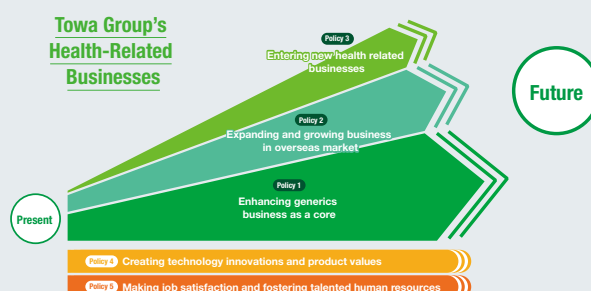 Towa Group's
Health-Related
Businesses
Policy 3
Entering new health related
businesses
Future
Policy 2
Expanding and growing business
in overseas market
Policy 1
Enhancing generics
business as a core
Present
Policy 4 Creating technology innovations and product values
Policy 5 Making job satisfaction and fostering talented human resources